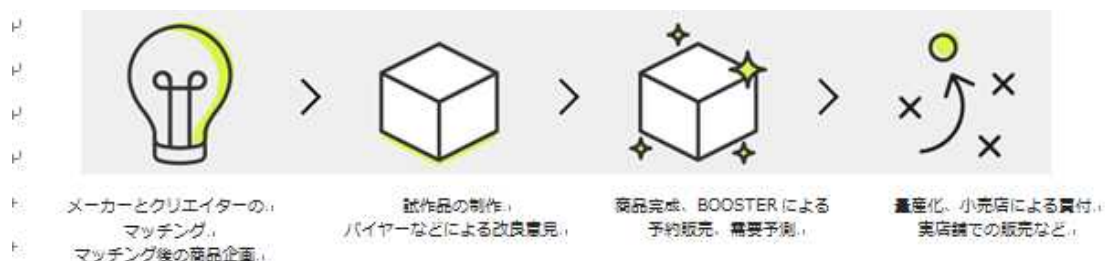 メーカーとクリエイターの
マッチング
マッチング後の商品企画
試作品の制作
バイヤーなどによる改良意見
商品完成、BOOSTER による
予約販売、需要予測
量産化、小売店による買付
実店舗での販売など